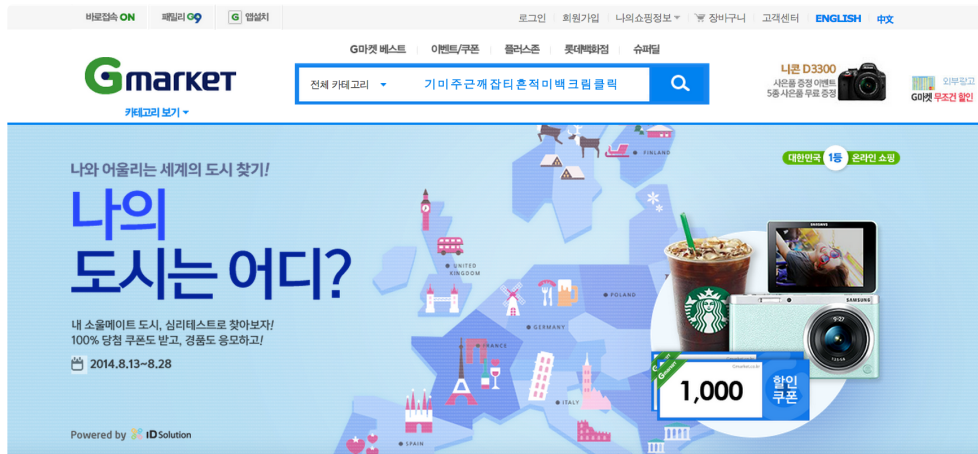 바로접속 ON 패밀리 G9 G 앱설치
로그인 회원가입 나의쇼핑정보 장바구니 고객센터 ENGLISH 中文
G마켓 베스트 이벤트/쿠폰 플러스존 롯데백화점 슈퍼딜
Gmarket
전체 카테고리 기미주근깨잡티흔적미백크림클릭
니콘 D3300
사은품 증정 이벤트
5종 사은품 무료 증정
외부광고
G마켓 무조건 할인
카테고리 보기
나와 어울리는 세계의 도시 찾기!
나의
도시는 어디?
내 소울메이트 도시, 심리테스트로 찾아보자!
100% 당첨 쿠폰도 받고, 경품도 응모하고!
2014.8.13~8.28
Powered by IDSolution
FINLAND
UNITED
KINGDOM
POLAND
GERMANY
FRANCE
ITALY
SPAIN
대한민국 1등 온라인 쇼핑
SAMSUNG
SAMSUNG
1,000
할인
쿠폰